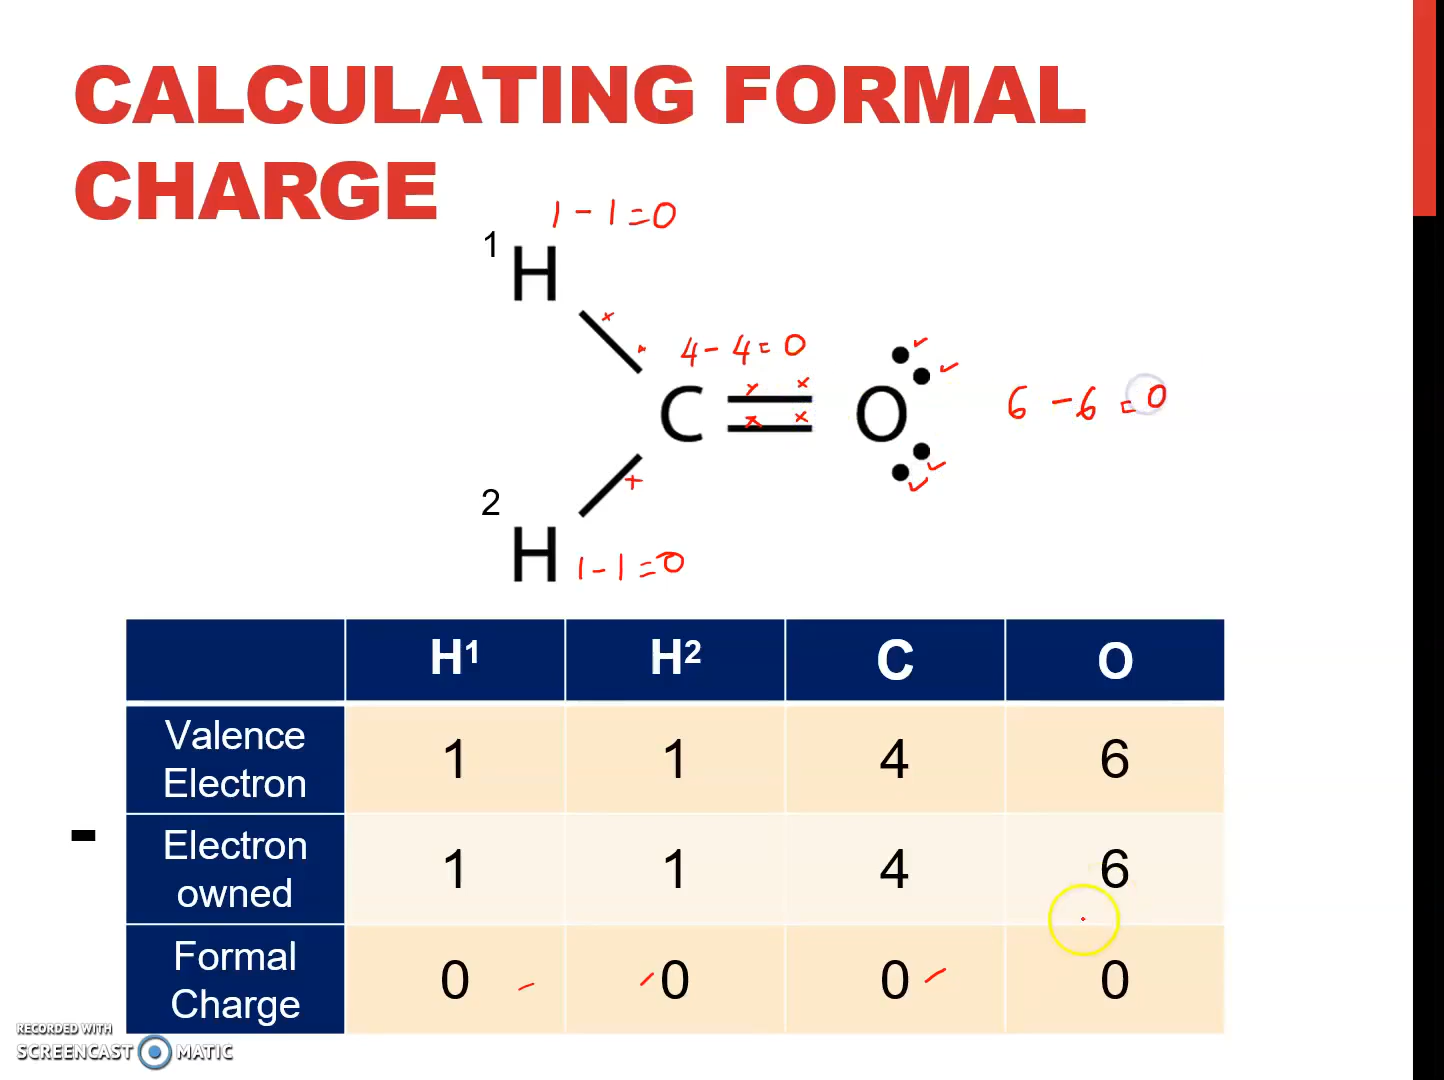 CALCULATING FORMAL
CHARGE
1 - 1 = 0
1
H
4 - 4 = 0
C O
6 - 6 = 0
2
H
1 - 1 = 0
H1 H2 C O
Valence
Electron
1 1 4 6
-
Electron
owned
1 1 4 6
Formal
Charge
0 0 0 0
RECORDED WITH
SCREENCAST MATIC